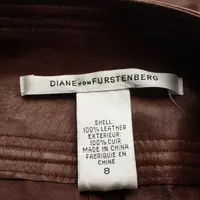 DIANE VON FURSTENBERG
SHELL:
100% LEATHER
EXTERIEUR:
100% CUIR
MADE IN CHINA
FABRIQUE EN
CHINE
8